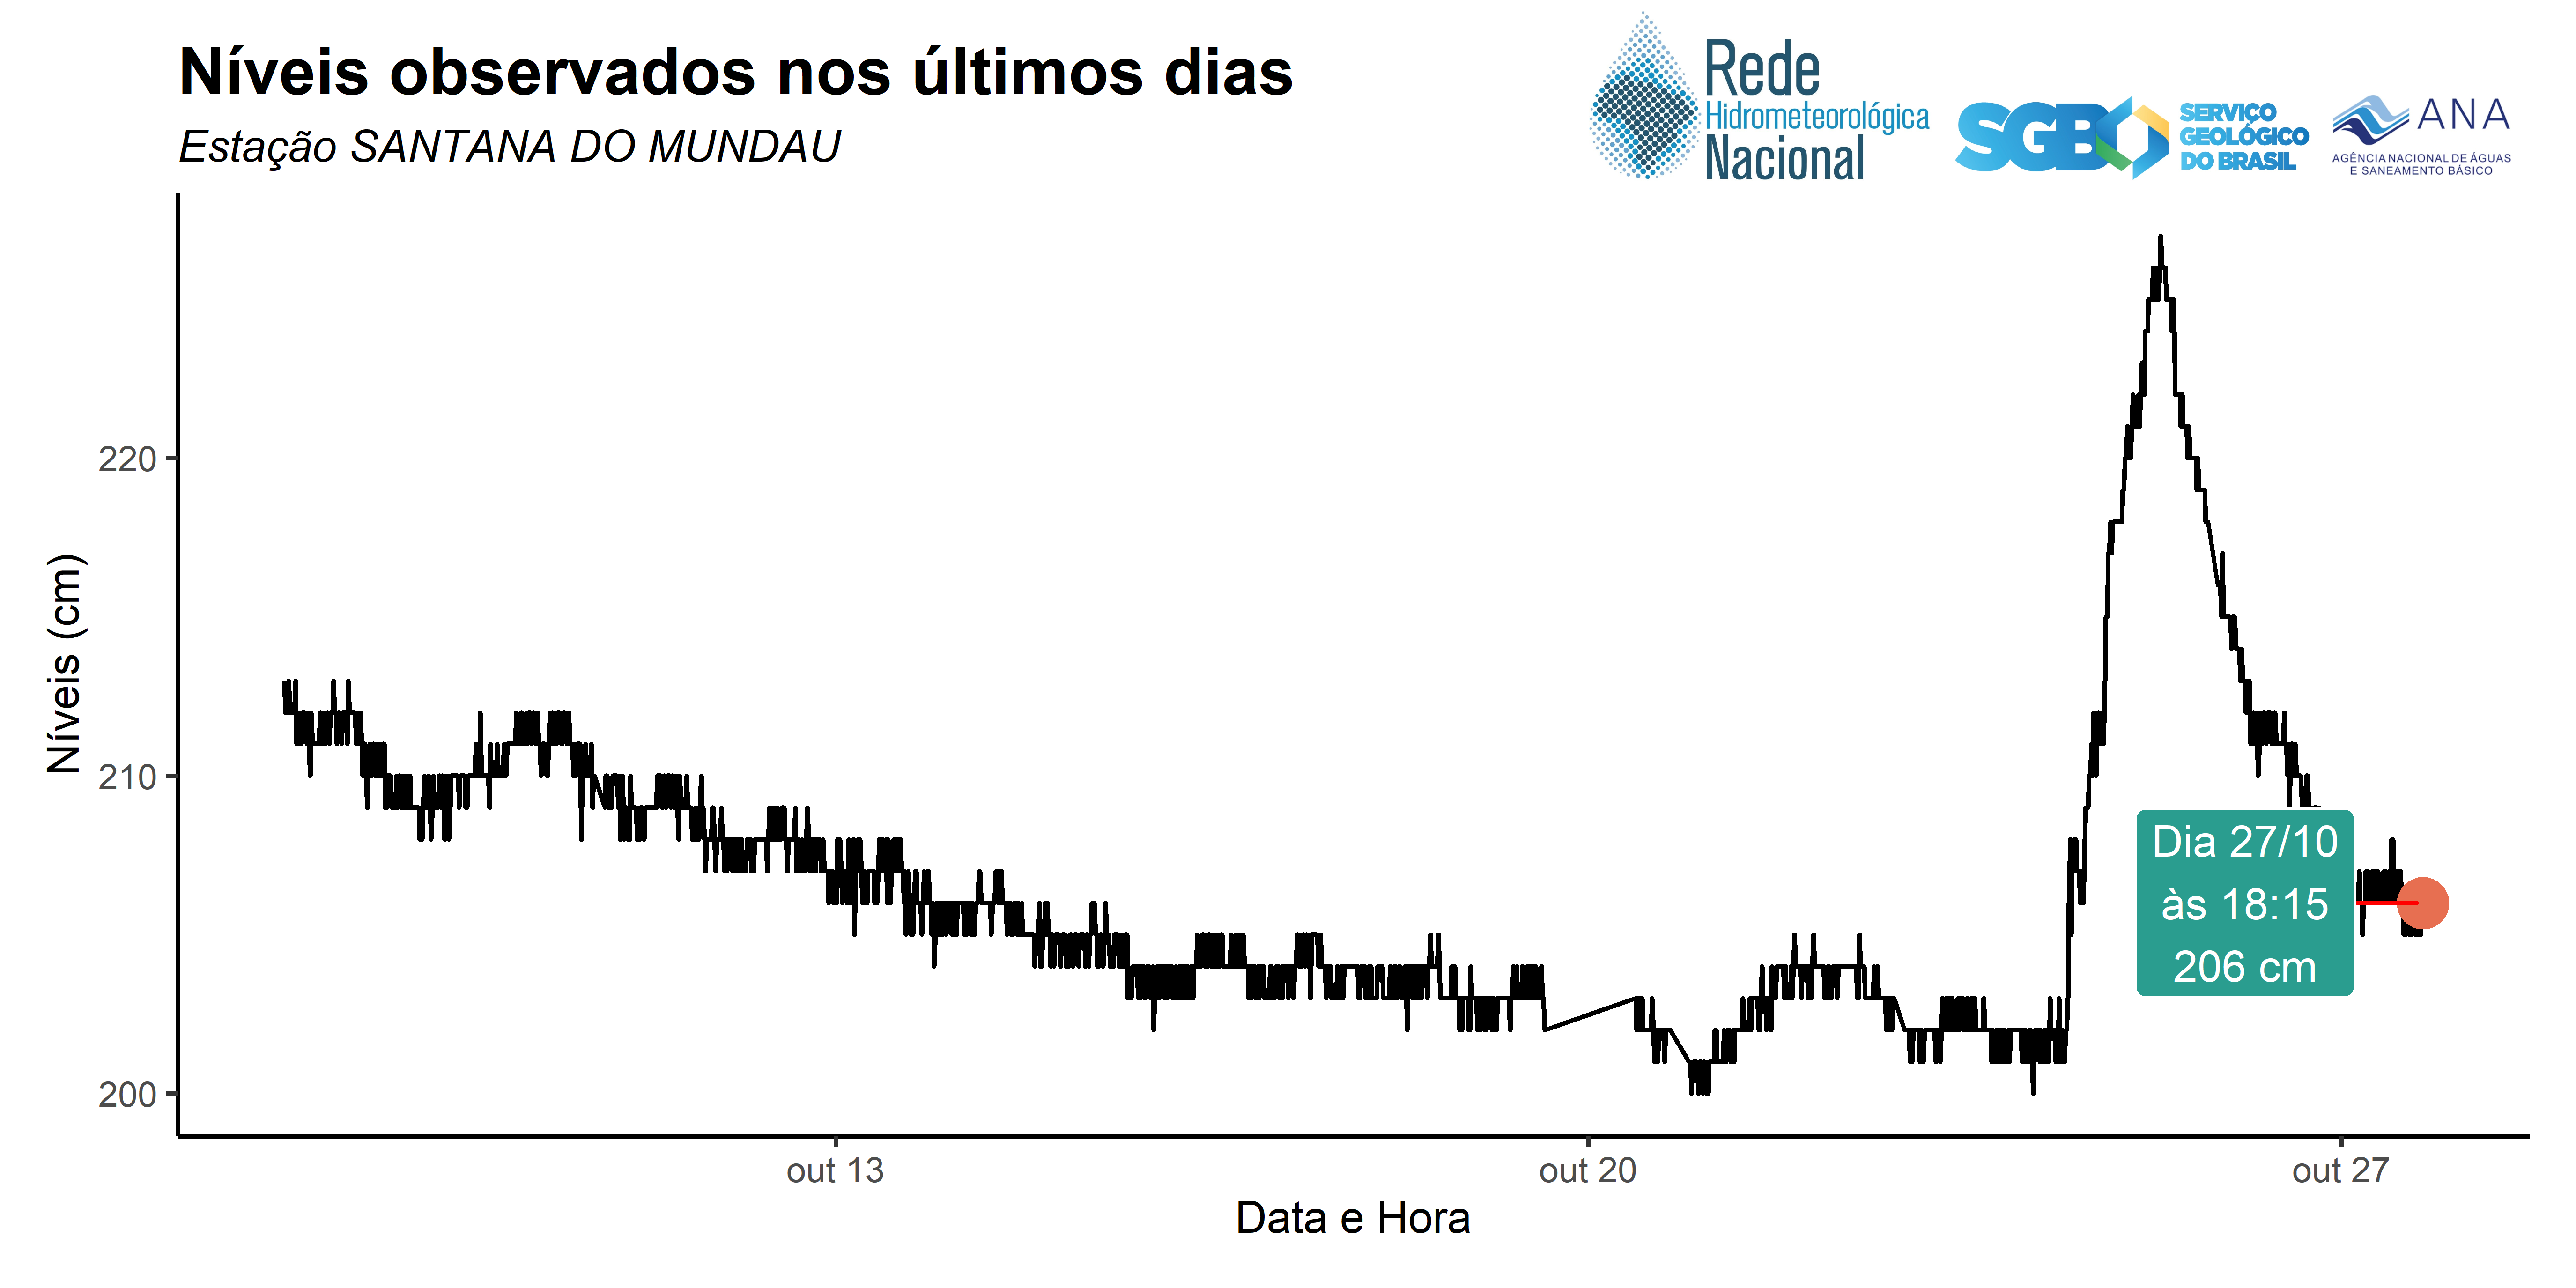 Níveis observados nos últimos dias
Estação SANTANA DO MUNDAU
Rede
Hidrometeorológica
Nacional
SGB
SERVIÇO
GEOLÓGICO
DO BRASIL
ANA
AGÊNCIA NACIONAL DE ÁGUAS
E SANEAMENTO BÁSICO
Níveis (cm)
220
210
200
Dia 27/10
às 18:15
206 cm
out 13
out 20
out 27
Data e Hora